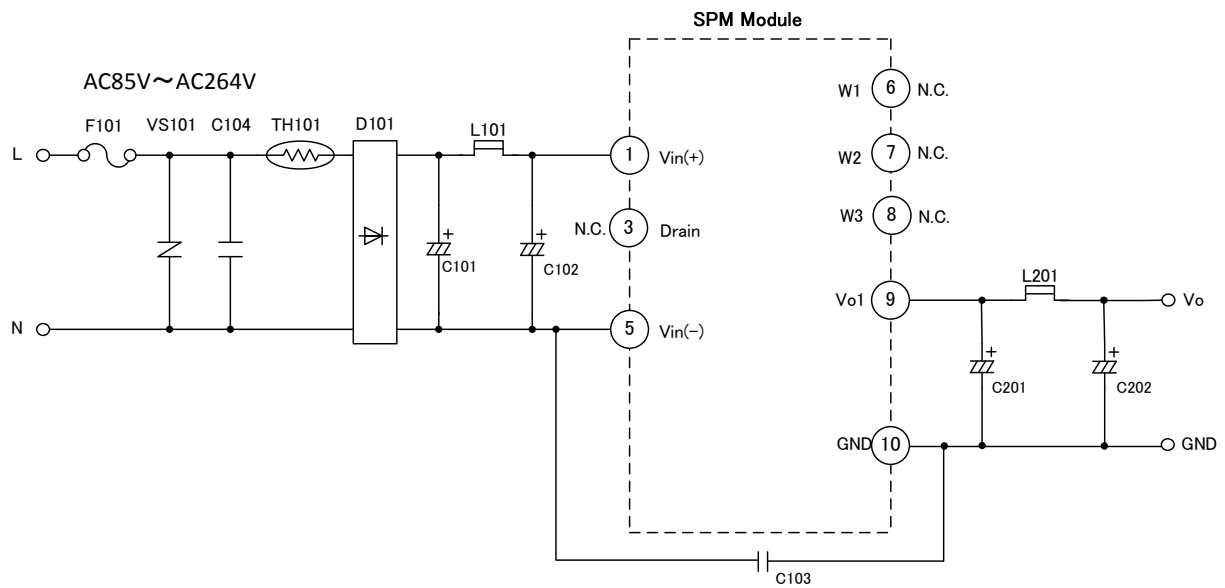 SPM Module
AC85V～AC264V
F101 VS101 C104 TH101 D101 L101
L
N
1 Vin(+)
N.C. 3 Drain
5 Vin(-)
C101
C102
W1 6 N.C.
W2 7 N.C.
W3 8 N.C.
Vo1 9
L201
Vo
C201
C202
GND 10
GND
C103
+
+
+
+